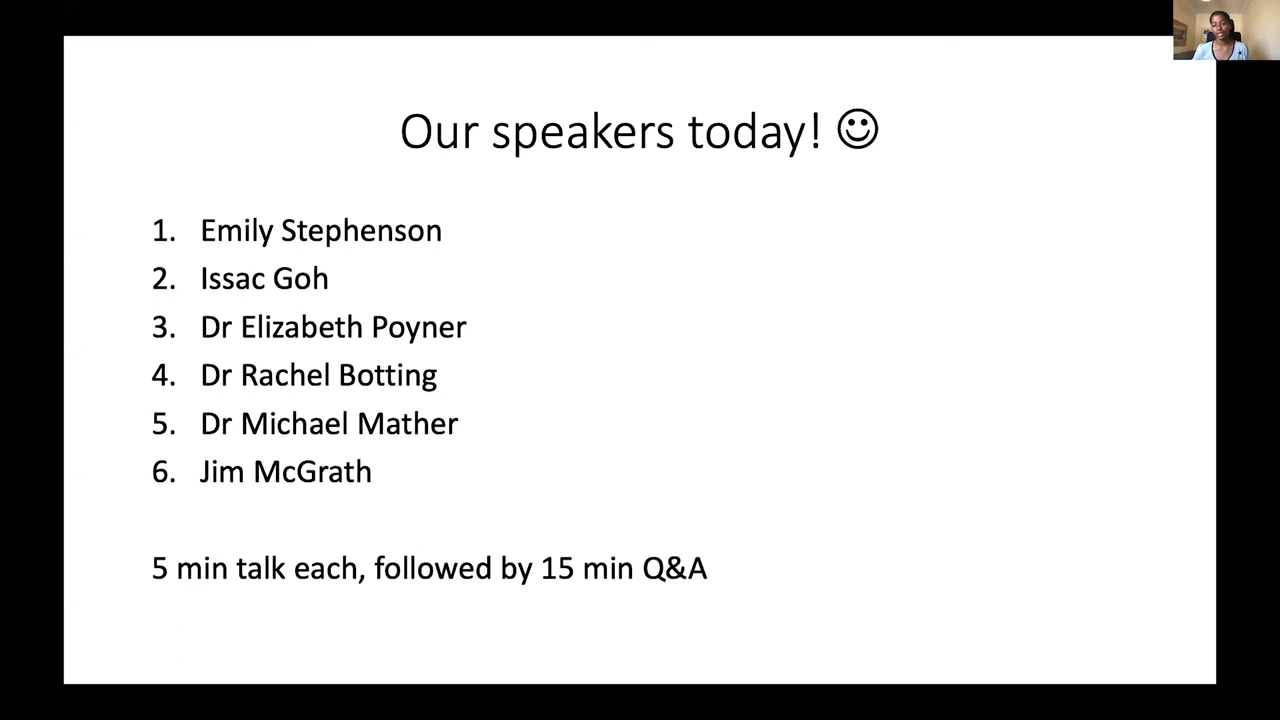 Our speakers today! ☺
1. Emily Stephenson
2. Issac Goh
3. Dr Elizabeth Poyner
4. Dr Rachel Botting
5. Dr Michael Mather
6. Jim McGrath
5 min talk each, followed by 15 min Q&A